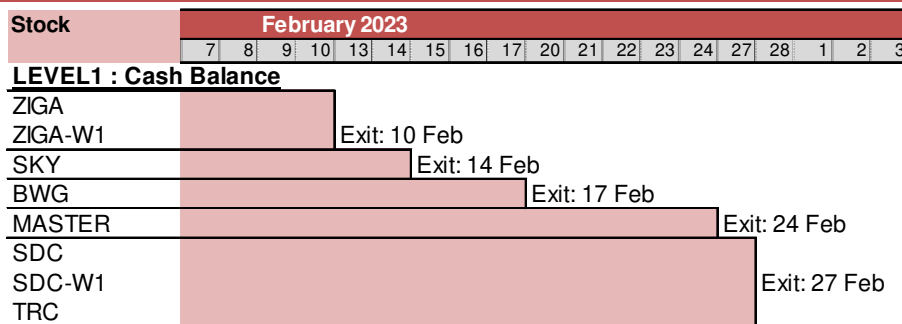 Stock February 2023
7 8 9 10 13 14 15 16 17 20 21 22 23 24 27 28 1 2 3
LEVEL1 : Cash Balance
ZIGA
ZIGA-W1 Exit: 10 Feb
SKY Exit: 14 Feb
BWG Exit: 17 Feb
MASTER Exit: 24 Feb
SDC
SDC-W1 Exit: 27 Feb
TRC